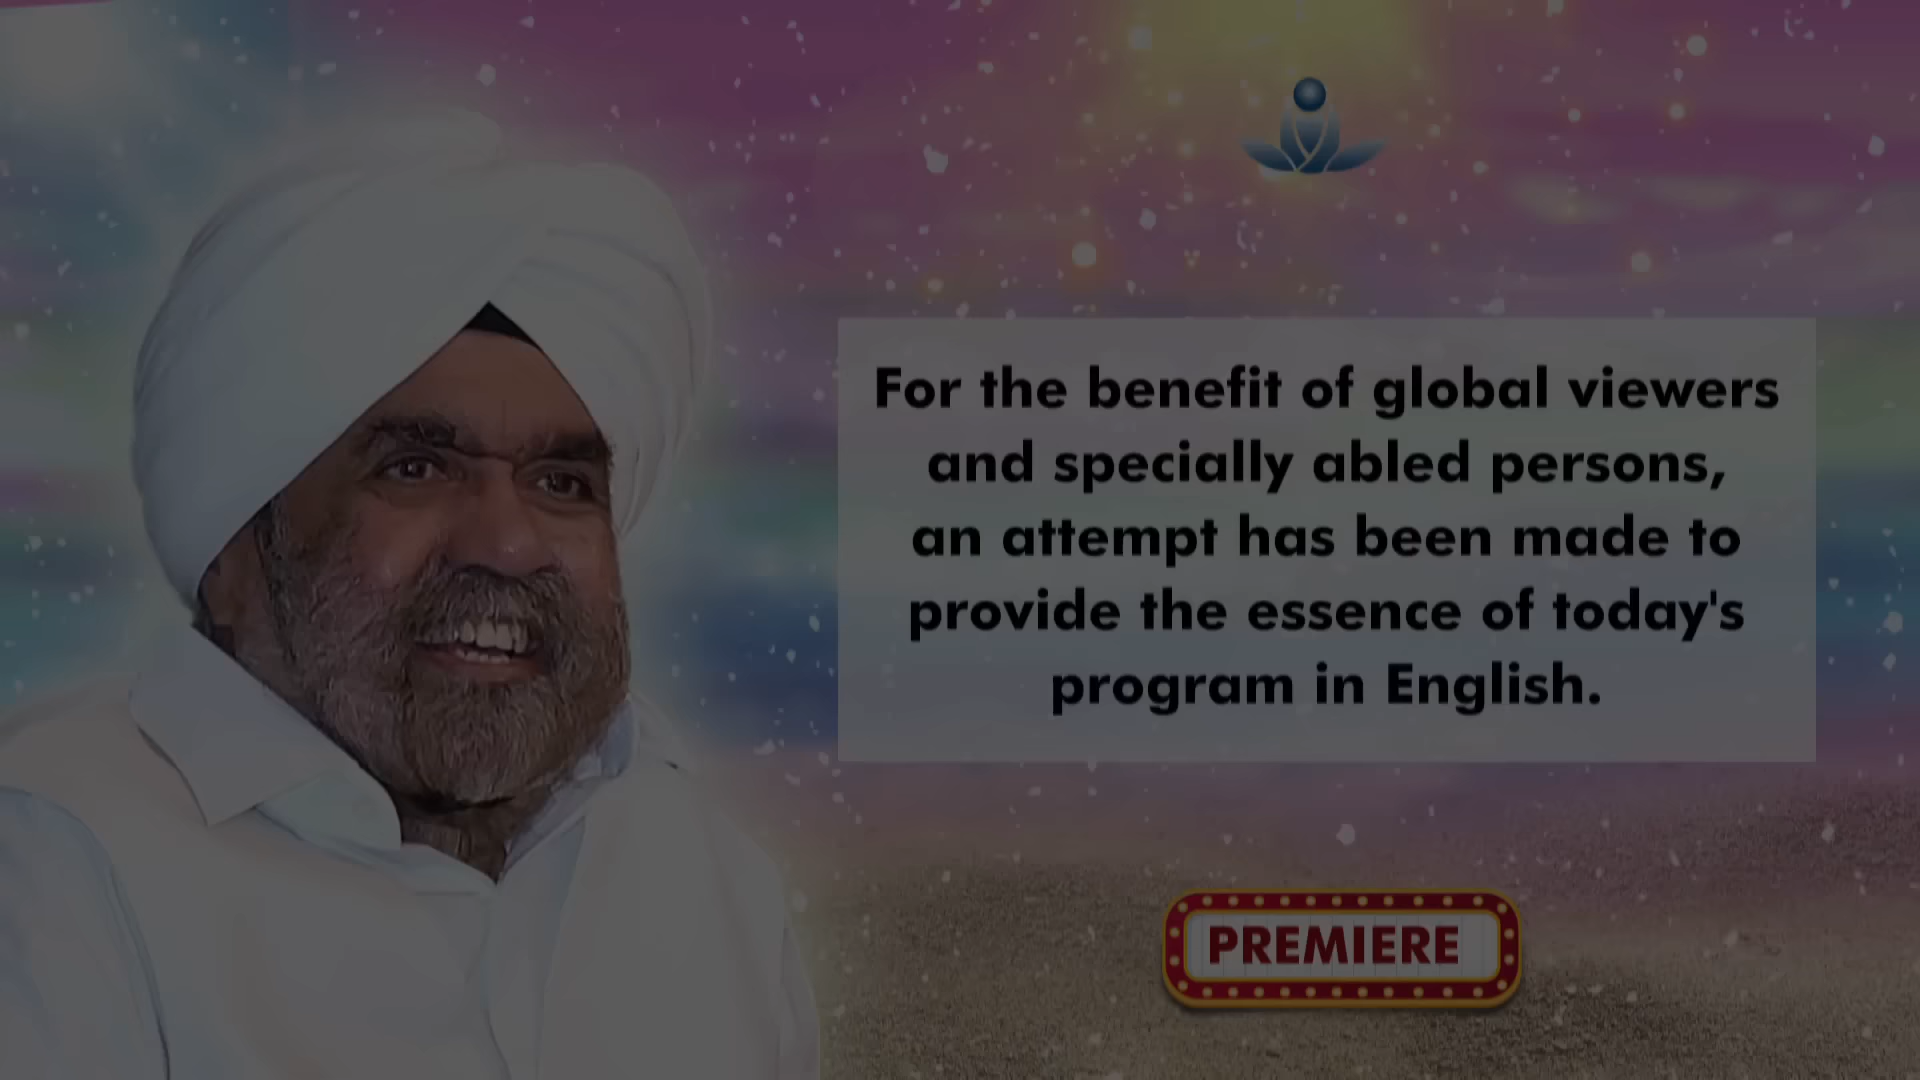 For the benefit of global viewers
and specially abled persons,
an attempt has been made to
provide the essence of today's
program in English.
PREMIERE